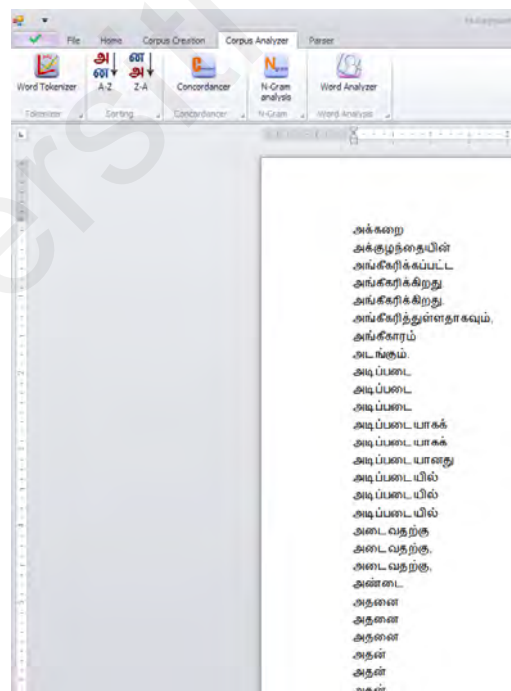 File Home Corpus Creation Corpus Analyzer Parser
அ ன
ன அ
Word Tokenizer A-Z Z-A Concordancer N-Gram analysis Word Analyzer
Tokenizer Sorting Concordancer N-Gram Word Analysis
அக்கறை
அக்குழந்தையின்
அங்கீகரிக்கப்பட்ட
அங்கீகரிக்கிறது
அங்கீகரிக்கிறது.
அங்கீகரித்துள்ளதாகவும்,
அங்கீகாரம்
அடங்கும்.
அடிப்படை
அடிப்படை
அடிப்படை
அடிப்படையாகக்
அடிப்படையாகக்
அடிப்படையானது
அடிப்படையில்
அடிப்படையில்
அடிப்படையில்
அடைவதற்கு
அடைவதற்கு,
அடைவதற்கு,
அண்டை
அதனை
அதனை
அதனை
அதன்
அதன்
அதன்